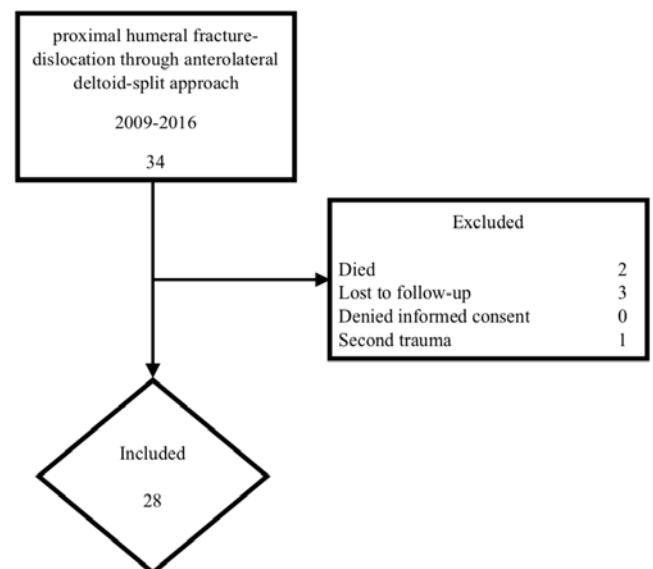 proximal humeral fracture-
dislocation through anterolateral
deltoid-split approach
2009-2016
34
Excluded
Died 2
Lost to follow-up 3
Denied informed consent 0
Second trauma 1
Included
28